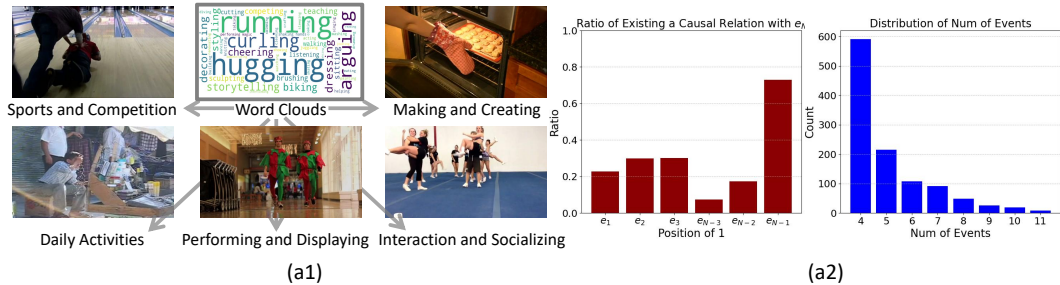 cutting competing teaching
running
decorating
styling
curling
cheering
walking
listening
hugging
dressing
sitting
arguing
sculpting brushing
storytelling biking
Sports and Competition
Word Clouds
Making and Creating
Daily Activities
Performing and Displaying
Interaction and Socializing
(a1)
Ratio of Existing a Causal Relation with e_N
Ratio
1.0
0.8
0.6
0.4
0.2
0.0
e_1 e_2 e_3 e_{N−3} e_{N−2} e_{N−1}
Position of 1
Distribution of Num of Events
Count
600
500
400
300
200
100
0
4 5 6 7 8 9 10 11
Num of Events
(a2)